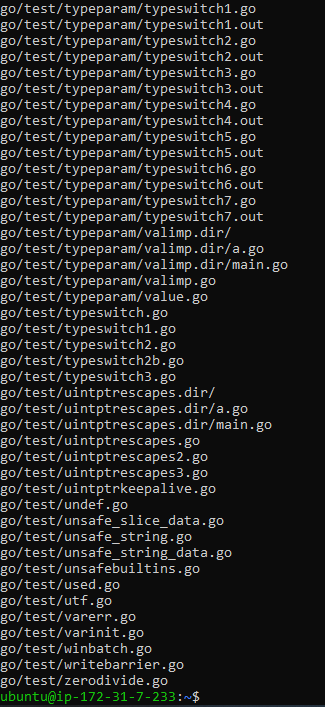 go/test/typeparam/typeswitch1.go
go/test/typeparam/typeswitch1.out
go/test/typeparam/typeswitch2.go
go/test/typeparam/typeswitch2.out
go/test/typeparam/typeswitch3.go
go/test/typeparam/typeswitch3.out
go/test/typeparam/typeswitch4.go
go/test/typeparam/typeswitch4.out
go/test/typeparam/typeswitch5.go
go/test/typeparam/typeswitch5.out
go/test/typeparam/typeswitch6.go
go/test/typeparam/typeswitch6.out
go/test/typeparam/typeswitch7.go
go/test/typeparam/typeswitch7.out
go/test/typeparam/valimp.dir/
go/test/typeparam/valimp.dir/a.go
go/test/typeparam/valimp.dir/main.go
go/test/typeparam/valimp.go
go/test/typeparam/value.go
go/test/typeswitch.go
go/test/typeswitch1.go
go/test/typeswitch2.go
go/test/typeswitch2b.go
go/test/typeswitch3.go
go/test/uintptrescapes.dir/
go/test/uintptrescapes.dir/a.go
go/test/uintptrescapes.dir/main.go
go/test/uintptrescapes.go
go/test/uintptrescapes2.go
go/test/uintptrescapes3.go
go/test/uintptrkeepalive.go
go/test/undef.go
go/test/unsafe_slice_data.go
go/test/unsafe_string.go
go/test/unsafe_string_data.go
go/test/unsafebuiltins.go
go/test/used.go
go/test/utf.go
go/test/varerr.go
go/test/varinit.go
go/test/winbatch.go
go/test/writebarrier.go
go/test/zerodivide.go
ubuntu@ip-172-31-7-233:~$